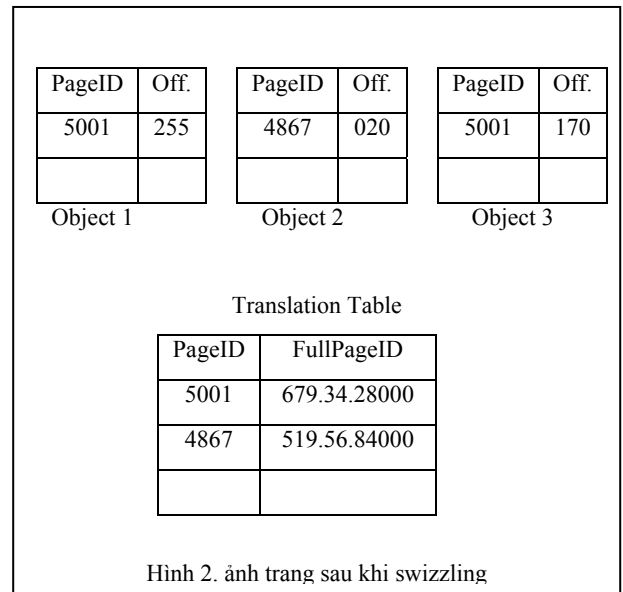 PageID Off. PageID Off. PageID Off.
5001 255 4867 020 5001 170
Object 1 Object 2 Object 3
Translation Table
PageID FullPageID
5001 679.34.28000
4867 519.56.84000
Hình 2. ảnh trang sau khi swizzling